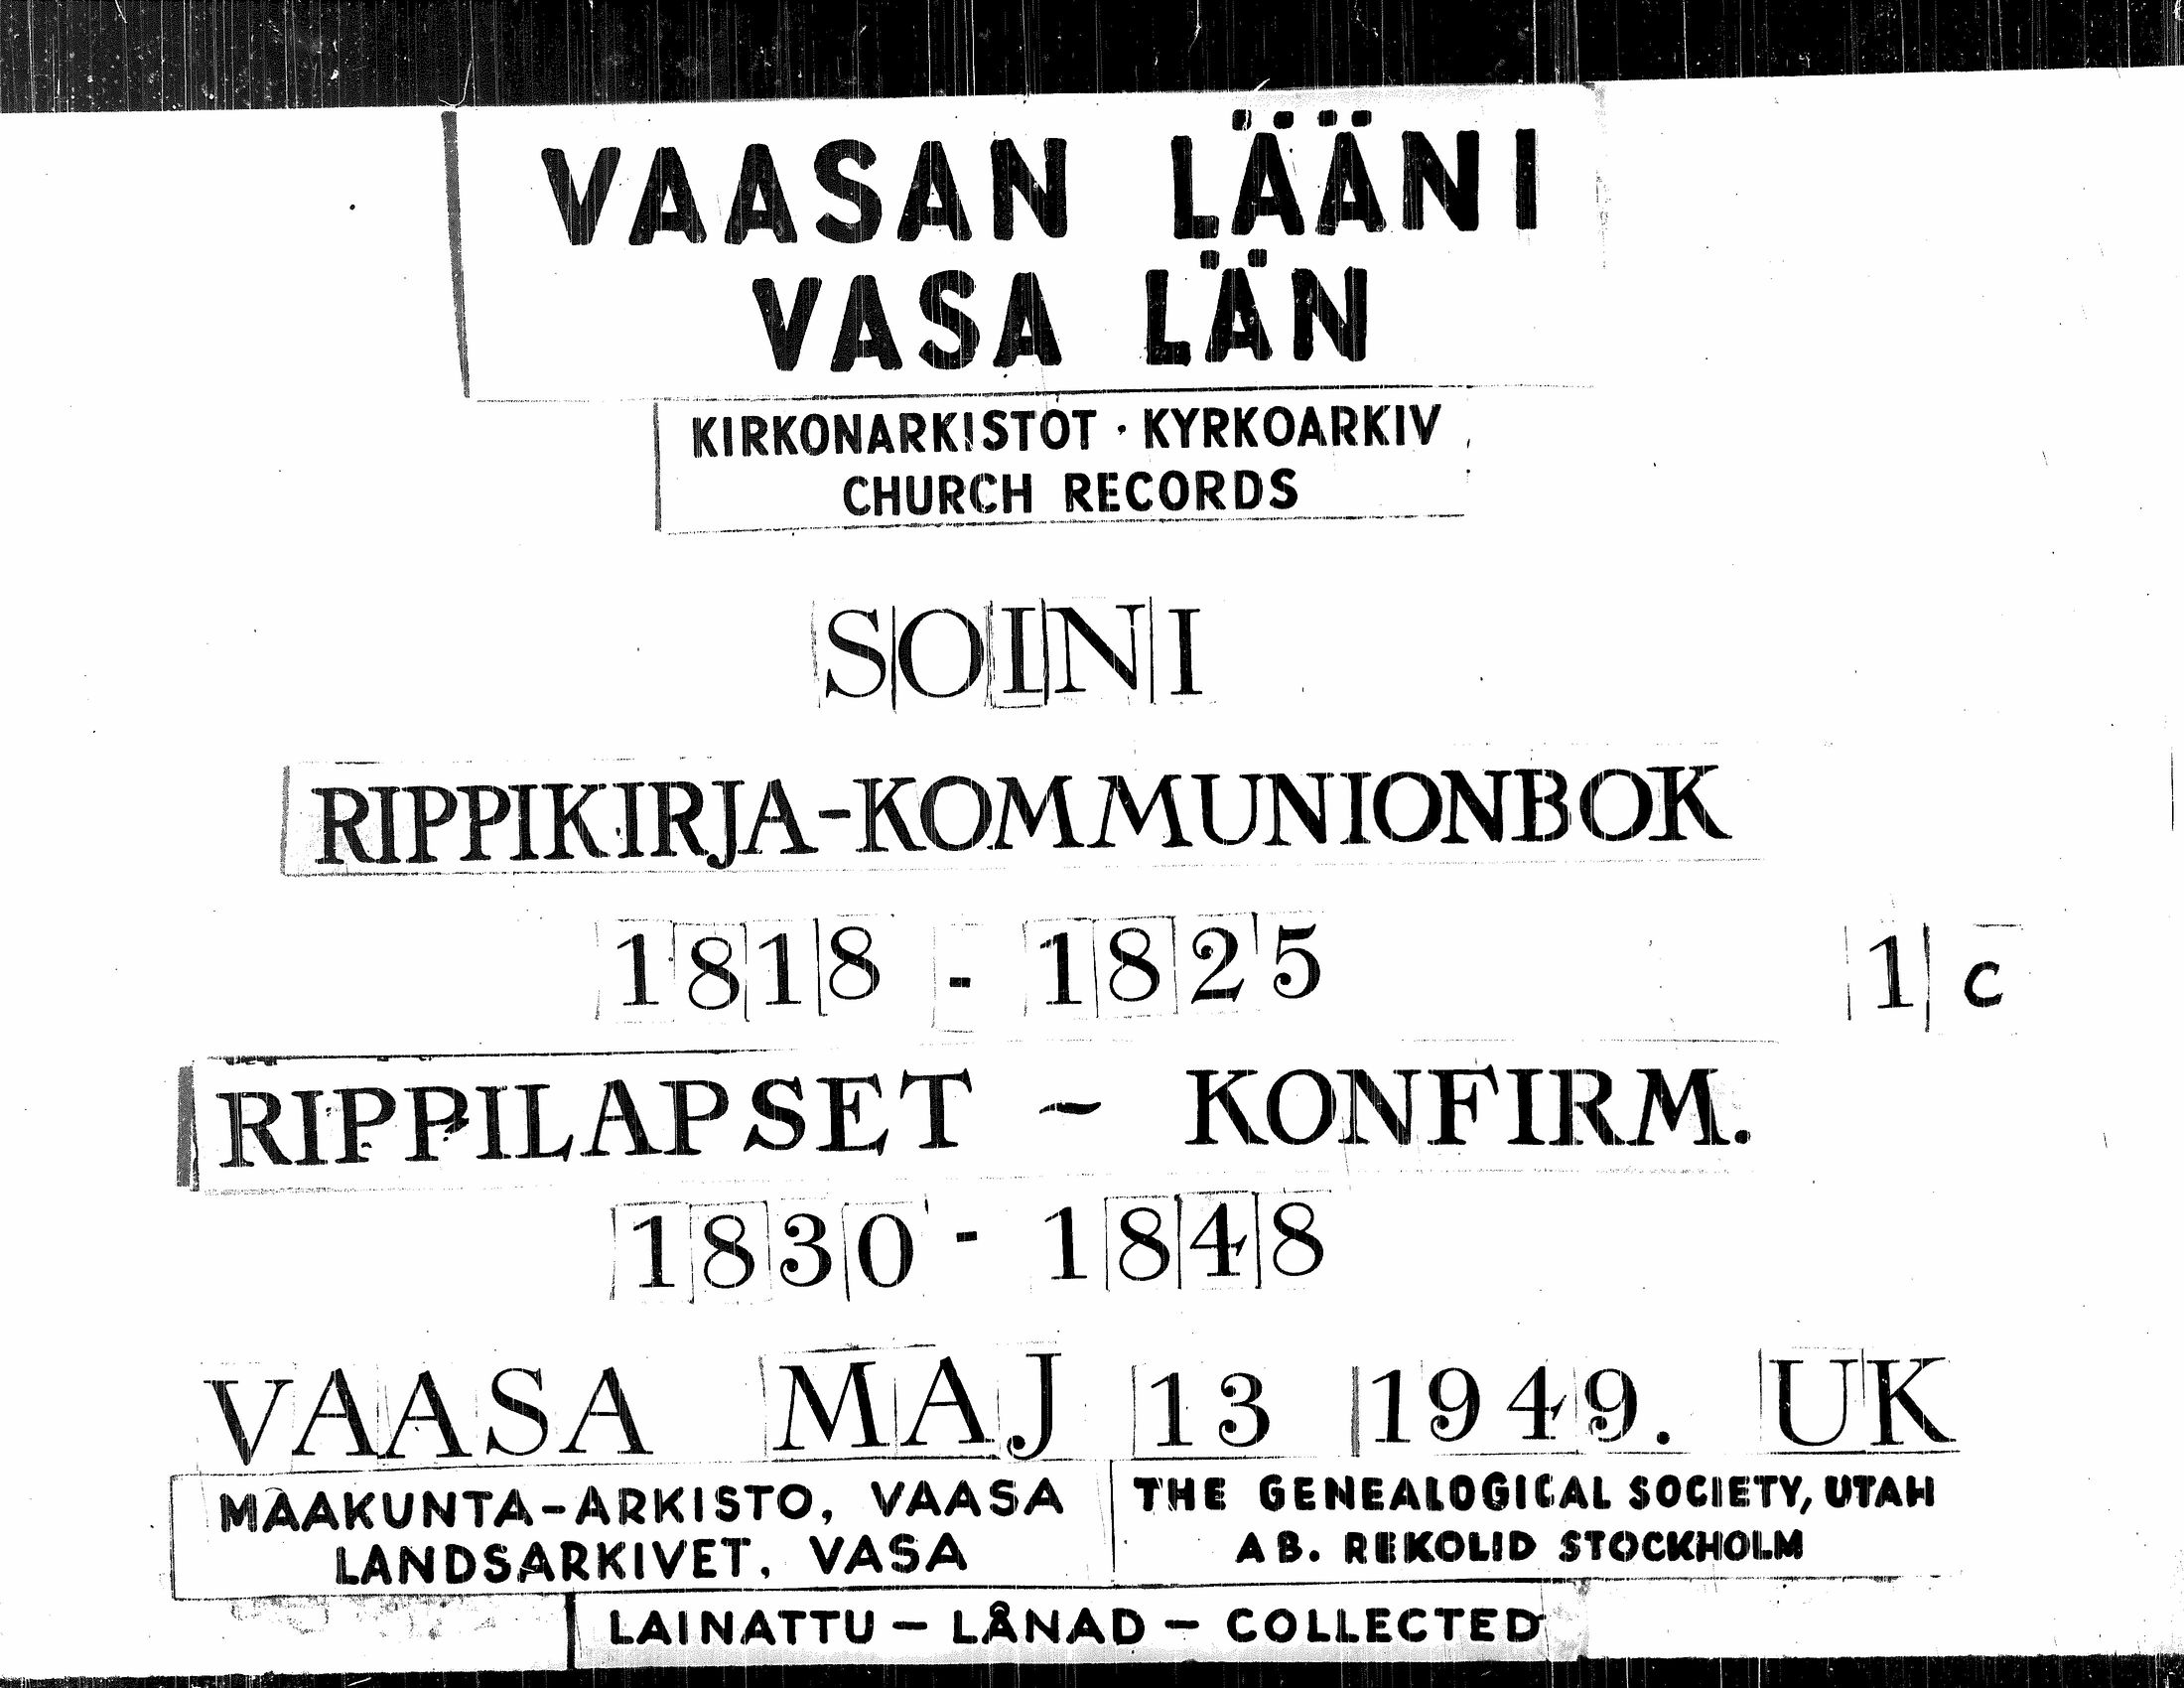 VAASAN LÄÄNI
VASA LÄN
KIRKONARKISTOT · KYRKOARKIV
CHURCH RECORDS
SOINI
RIPPIKIRJA-KOMMUNIONBOK
1818 - 1825 1 c
RIPPILAPSET - KONFIRM.
1830 - 1848
VAASA MAJ 13 1949. UK
MAAKUNTA-ARKISTO, VAASA
LANDSARKIVET, VASA
THE GENEALOGICAL SOCIETY, UTAH
AB. REKOLID STOCKHOLM
LAINATTU - LÅNAD - COLLECTED